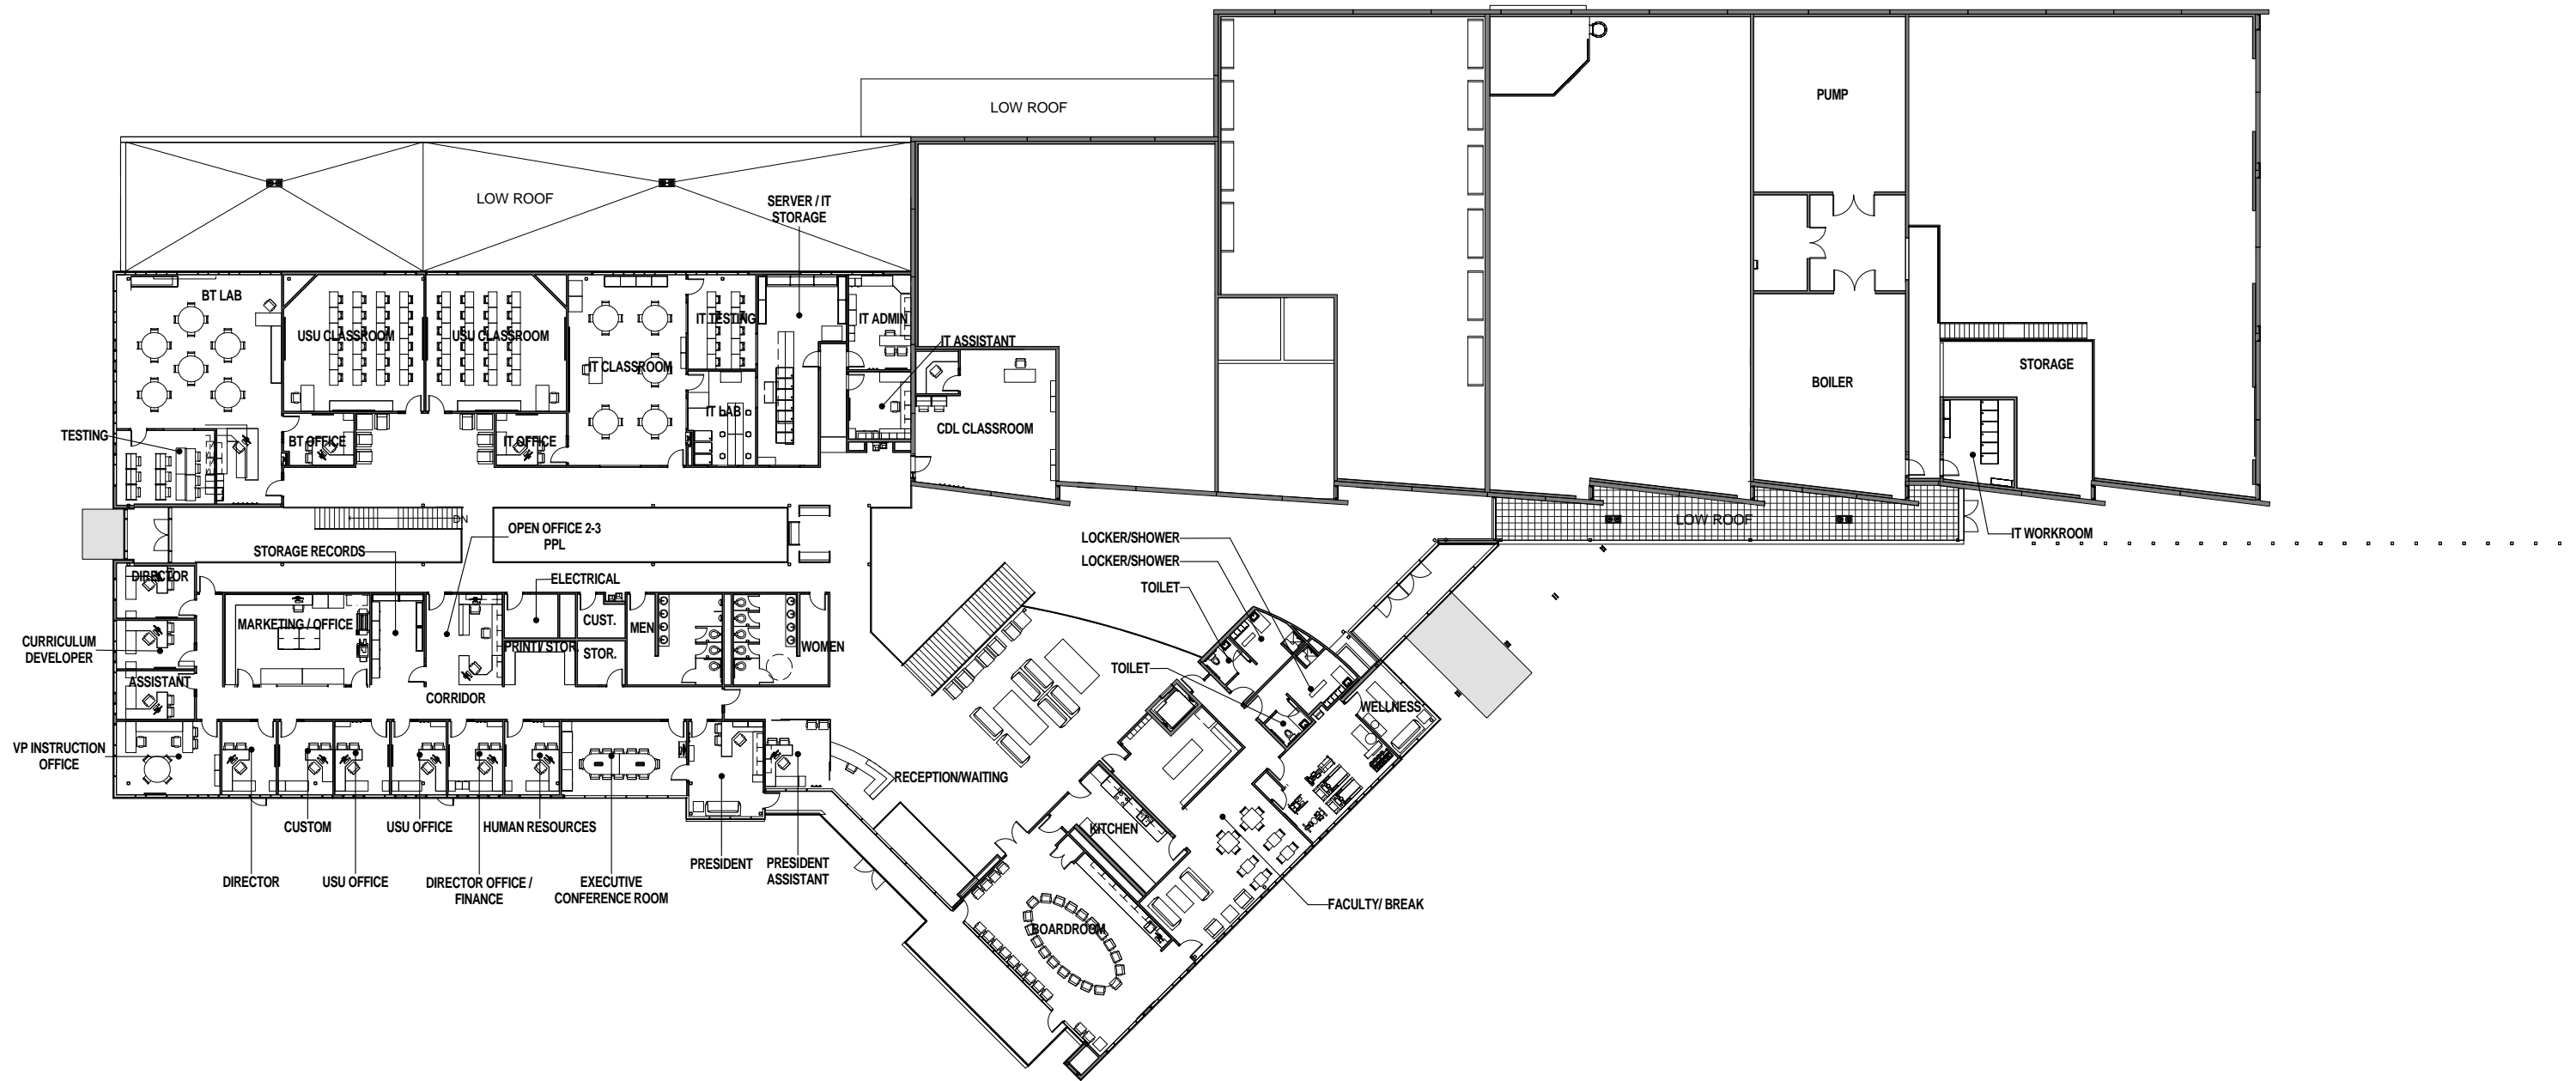 PUMP
LOW ROOF
LOW ROOF
SERVER / IT
STORAGE
BT LAB
USU CLASSROOM
USU CLASSROOM
IT TESTING
IT ADMIN
IT ASSISTANT
IT CLASSROOM
STORAGE
BOILER
IT LAB
CDL CLASSROOM
TESTING
BT OFFICE
IT OFFICE
DN
OPEN OFFICE 2-3
PPL
LOW ROOF
IT WORKROOM
STORAGE RECORDS
LOCKER/SHOWER
LOCKER/SHOWER
DIRECTOR
ELECTRICAL
TOILET
MARKETING / OFFICE
CUST.
MEN
CURRICULUM
DEVELOPER
PRINT/ STOR.
STOR.
WOMEN
TOILET
ASSISTANT
CORRIDOR
WELLNESS
VP INSTRUCTION
OFFICE
RECEPTION/WAITING
CUSTOM
USU OFFICE
HUMAN RESOURCES
KITCHEN
PRESIDENT
PRESIDENT
ASSISTANT
DIRECTOR
USU OFFICE
DIRECTOR OFFICE /
FINANCE
EXECUTIVE
CONFERENCE ROOM
FACULTY/ BREAK
BOARDROOM